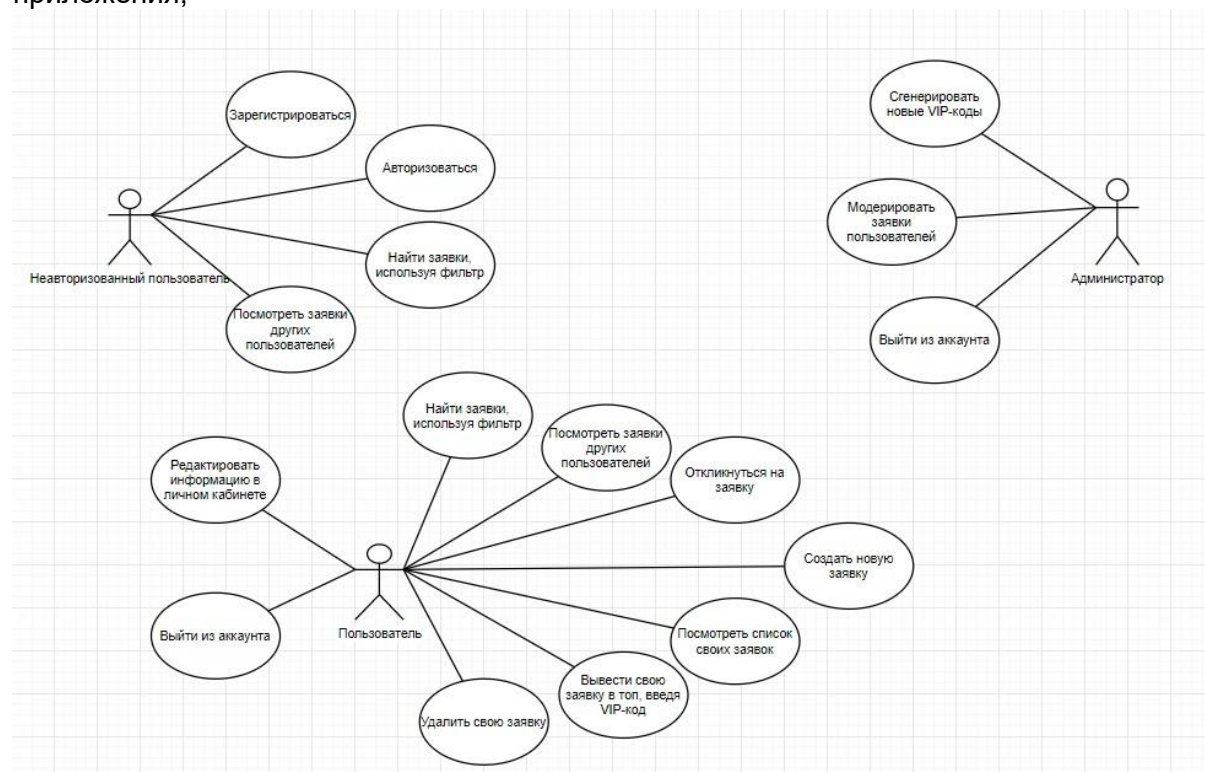 приложения,
Зарегистрироваться
Авторизоваться
Найти заявки,
используя фильтр
Неавторизованный пользователь
Посмотреть заявки
других
пользователей
Сгенерировать
новые VIP-коды
Модерировать
заявки
пользователей
Администратор
Выйти из аккаунта
Найти заявки,
используя фильтр
Посмотреть заявки
других
пользователей
Откликнуться на
заявку
Редактировать
информацию в
личном кабинете
Создать новую
заявку
Выйти из аккаунта
Пользователь
Посмотреть список
своих заявок
Вывести свою
заявку в топ, введя
VIP-код
Удалить свою заявку